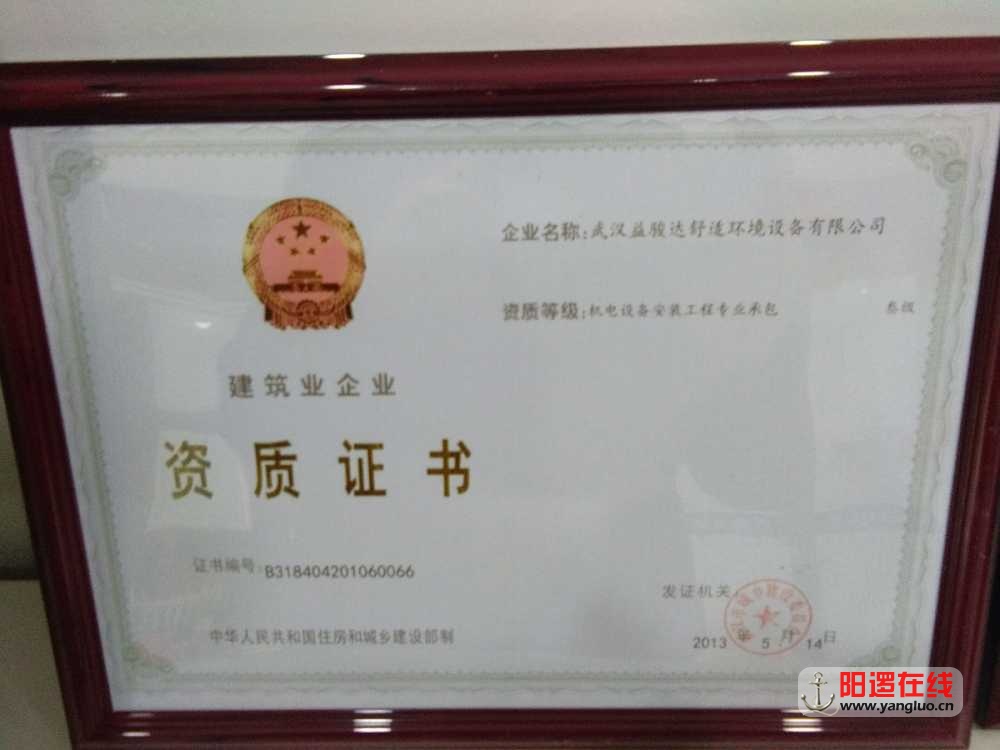 企业名称:武汉益骏达舒适环境设备有限公司
资质等级:机电设备安装工程专业承包 叁级
建筑业企业
资质证书
证书编号:B318404201060066
发证机关:
2013 5月14日
中华人民共和国住房和城乡建设部制
阳逻在线
www.yangluo.cn